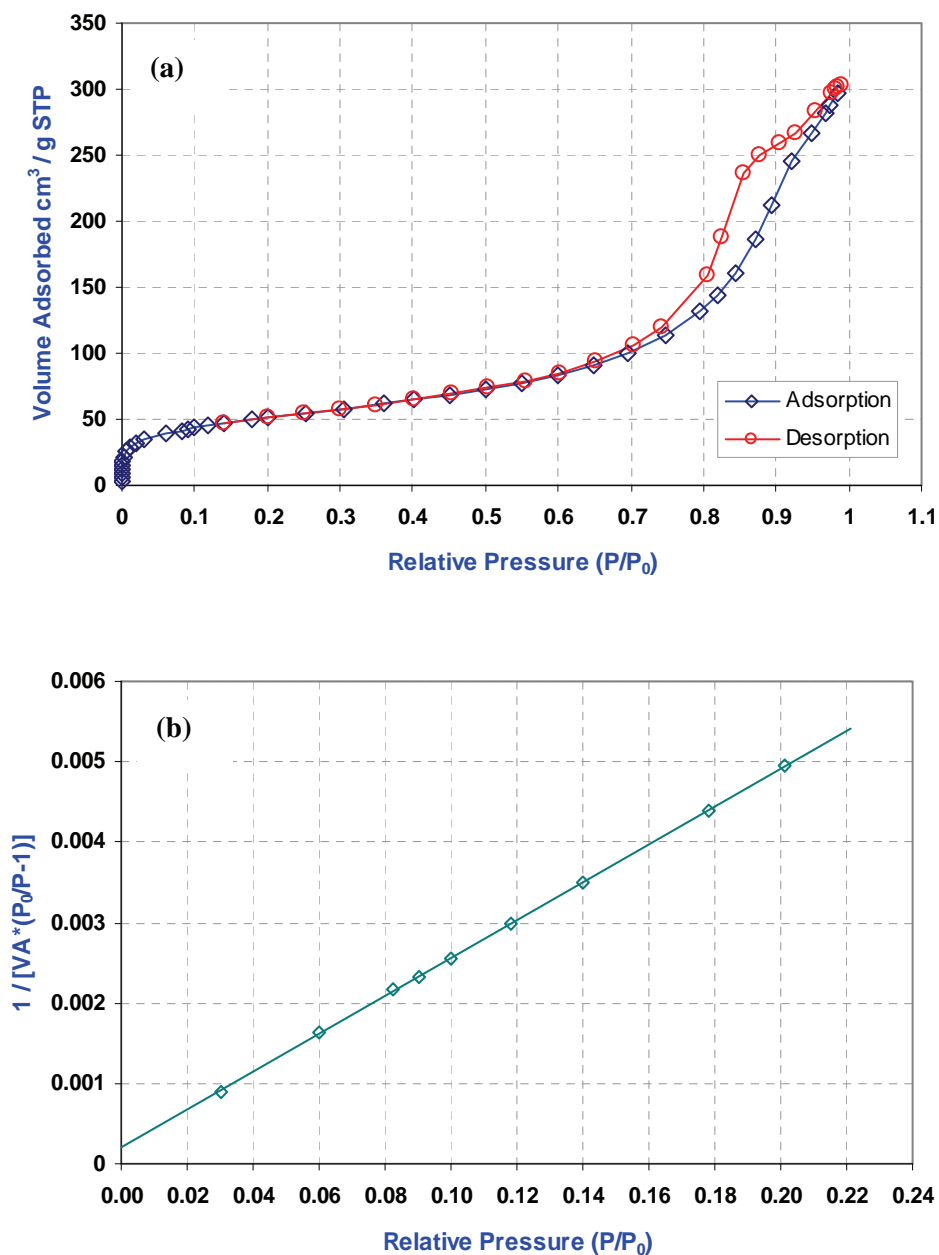 (a)
Volume Adsorbed cm³ / g STP
350
300
250
200
150
100
50
0
0 0.1 0.2 0.3 0.4 0.5 0.6 0.7 0.8 0.9 1 1.1
Adsorption
Desorption
Relative Pressure (P/P₀)
(b)
1 / [VA*(P₀/P-1)]
0.006
0.005
0.004
0.003
0.002
0.001
0
0.00 0.02 0.04 0.06 0.08 0.10 0.12 0.14 0.16 0.18 0.20 0.22 0.24
Relative Pressure (P/P₀)